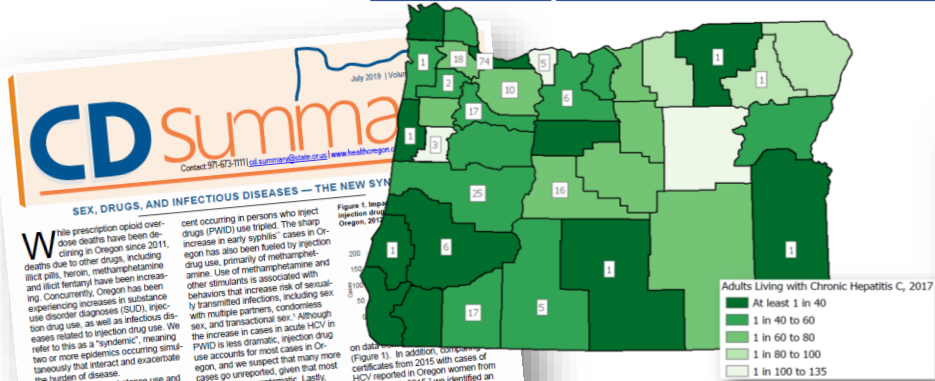 July 2019 | Volu
CD Summa
Contact: 971-673-1111 | cd.summary@state.or.us | www.healthoregon.o
SEX, DRUGS, AND INFECTIOUS DISEASES — THE NEW SYN
While prescription opioid over-
dose deaths have been de-
clining in Oregon since 2011,
deaths due to other drugs, including
illicit pills, heroin, methamphetamine
and illicit fentanyl have been increas-
ing. Concurrently, Oregon has been
experiencing increases in substance
use disorder diagnoses (SUD), injec-
tion drug use, as well as infectious dis-
eases related to injection drug use. We
refer to this as a "syndemic", meaning
two or more epidemics occurring simul-
taneously that interact and exacerbate
the burden of disease.
use and
cent occurring in persons who inject
drugs (PWID) use tripled. The sharp
increase in early syphilis cases in Or-
egon has also been fueled by injection
drug use, primarily of methamphet-
amine. Use of methamphetamine and
other stimulants is associated with
behaviors that increase risk of sexual-
ly transmitted infections, including sex
with multiple partners, condomless
sex, and transactional sex. Although
the increase in cases in acute HCV in
PWID is less dramatic, injection drug
use accounts for most cases in Or-
egon, and we suspect that many more
cases go unreported, given that most
Lastly,
Figure 1. Impa
injection drug
Oregon, 201
200
150
100
50
0
on data
(Figure 1). In addition,
certificates from 2015 with cases of
HCV reported in Oregon women from
we identified an
1
18
74
5
1
1
2
10
6
17
1
3
25
16
1
6
1
1
17
5
Adults Living with Chronic Hepatitis C, 2017
At least 1 in 40
1 in 40 to 60
1 in 60 to 80
1 in 80 to 100
1 in 100 to 135